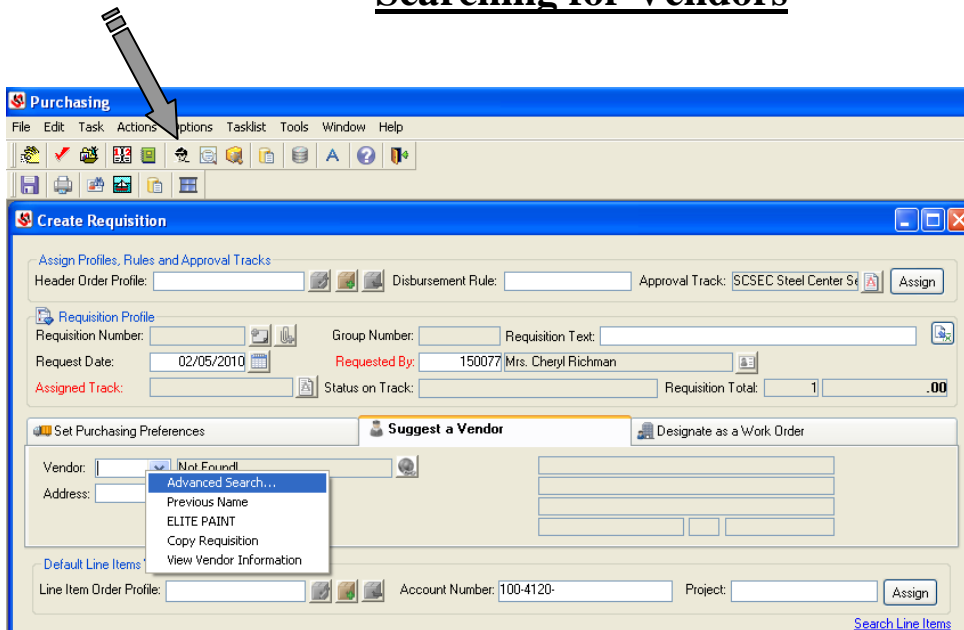 Searching for Vendors
Purchasing
File Edit Task Actions Options Tasklist Tools Window Help
A
Create Requisition
Assign Profiles, Rules and Approval Tracks
Header Order Profile: Disbursement Rule: Approval Track: SCSEC Steel Center Se Assign
Requisition Profile
Requisition Number: Group Number: Requisition Text:
Request Date: 02/05/2010 Requested By: 150077 Mrs. Cheryl Richman
Assigned Track: Status on Track: Requisition Total: 1 .00
Set Purchasing Preferences Suggest a Vendor Designate as a Work Order
Vendor: Not Found!
Address:
Advanced Search...
Previous Name
ELITE PAINT
Copy Requisition
View Vendor Information
Default Line Items
Line Item Order Profile: Account Number: 100-4120- Project: Assign
Search Line Items